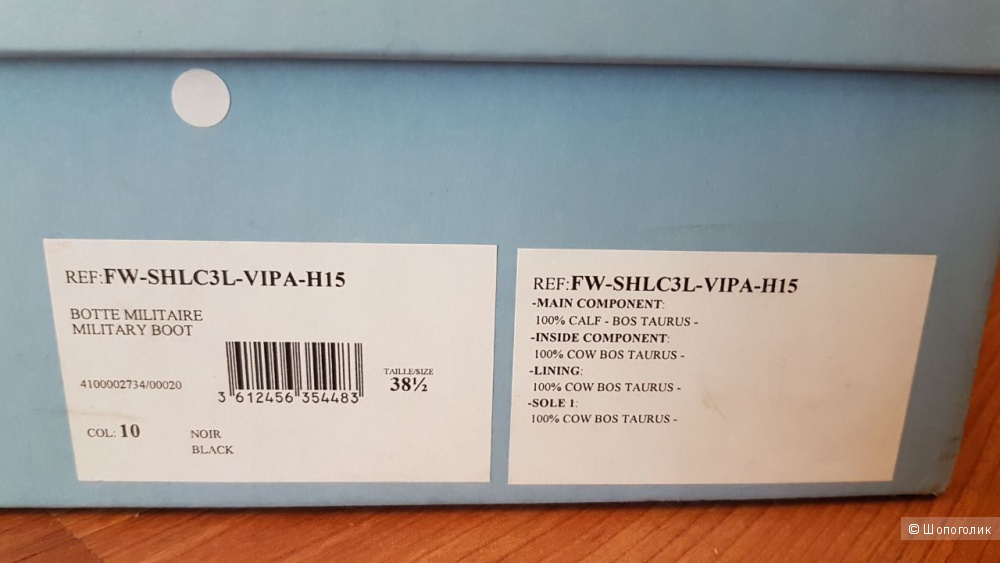 REF:FW-SHLC3L-VIPA-H15
BOTTE MILITAIRE
MILITARY BOOT
4100002734/00020
3 612456 354483
TAILLE/SIZE
38½
COL: 10
NOIR
BLACK
REF:FW-SHLC3L-VIPA-H15
-MAIN COMPONENT:
100% CALF - BOS TAURUS -
-INSIDE COMPONENT:
100% COW BOS TAURUS -
-LINING:
100% COW BOS TAURUS -
-SOLE 1:
100% COW BOS TAURUS -
© Шопоголик